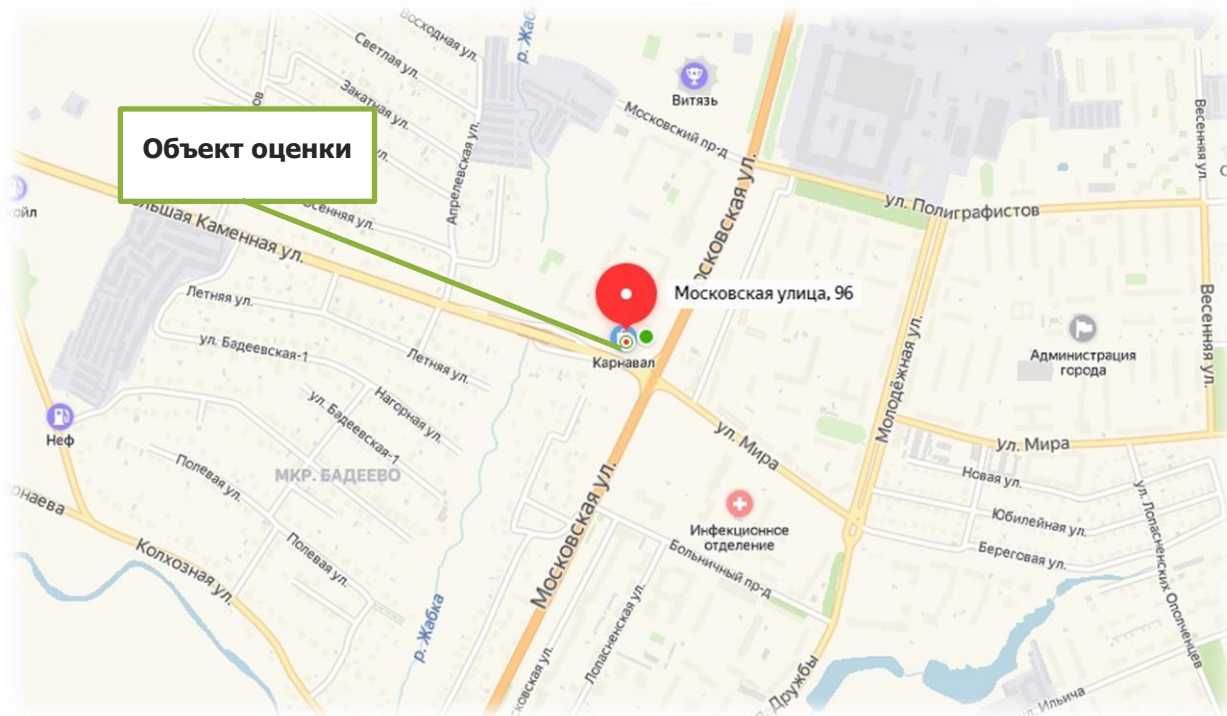 Восходная ул.
Светлая ул.
р. Жабка
Закатная ул.
Витязь
Московский пр-д
Весенняя ул.
Объект оценки
Апрелевская ул.
Осенняя ул.
ул. Полиграфистов
Каменная ул.
Московская ул.
Московская улица, 96
Летняя ул.
Весенняя ул.
Администрация
города
ул. Бадеевская-1
Летняя ул.
Карнавал
Молодёжная ул.
Нагорная ул.
Неф
ул. Бадеевская-1
ул. Мира
ул. Мира
Полевая ул.
МКР. БАДЕЕВО
Новая ул.
Московская ул.
Инфекционное
отделение
Юбилейная ул.
Береговая ул.
ул. Лопасненских Ополченцев
Колхозная ул.
Полевая ул.
Больничный пр-д
р. Жабка
Лопасненская ул.
Дружбы
ул. Ильича